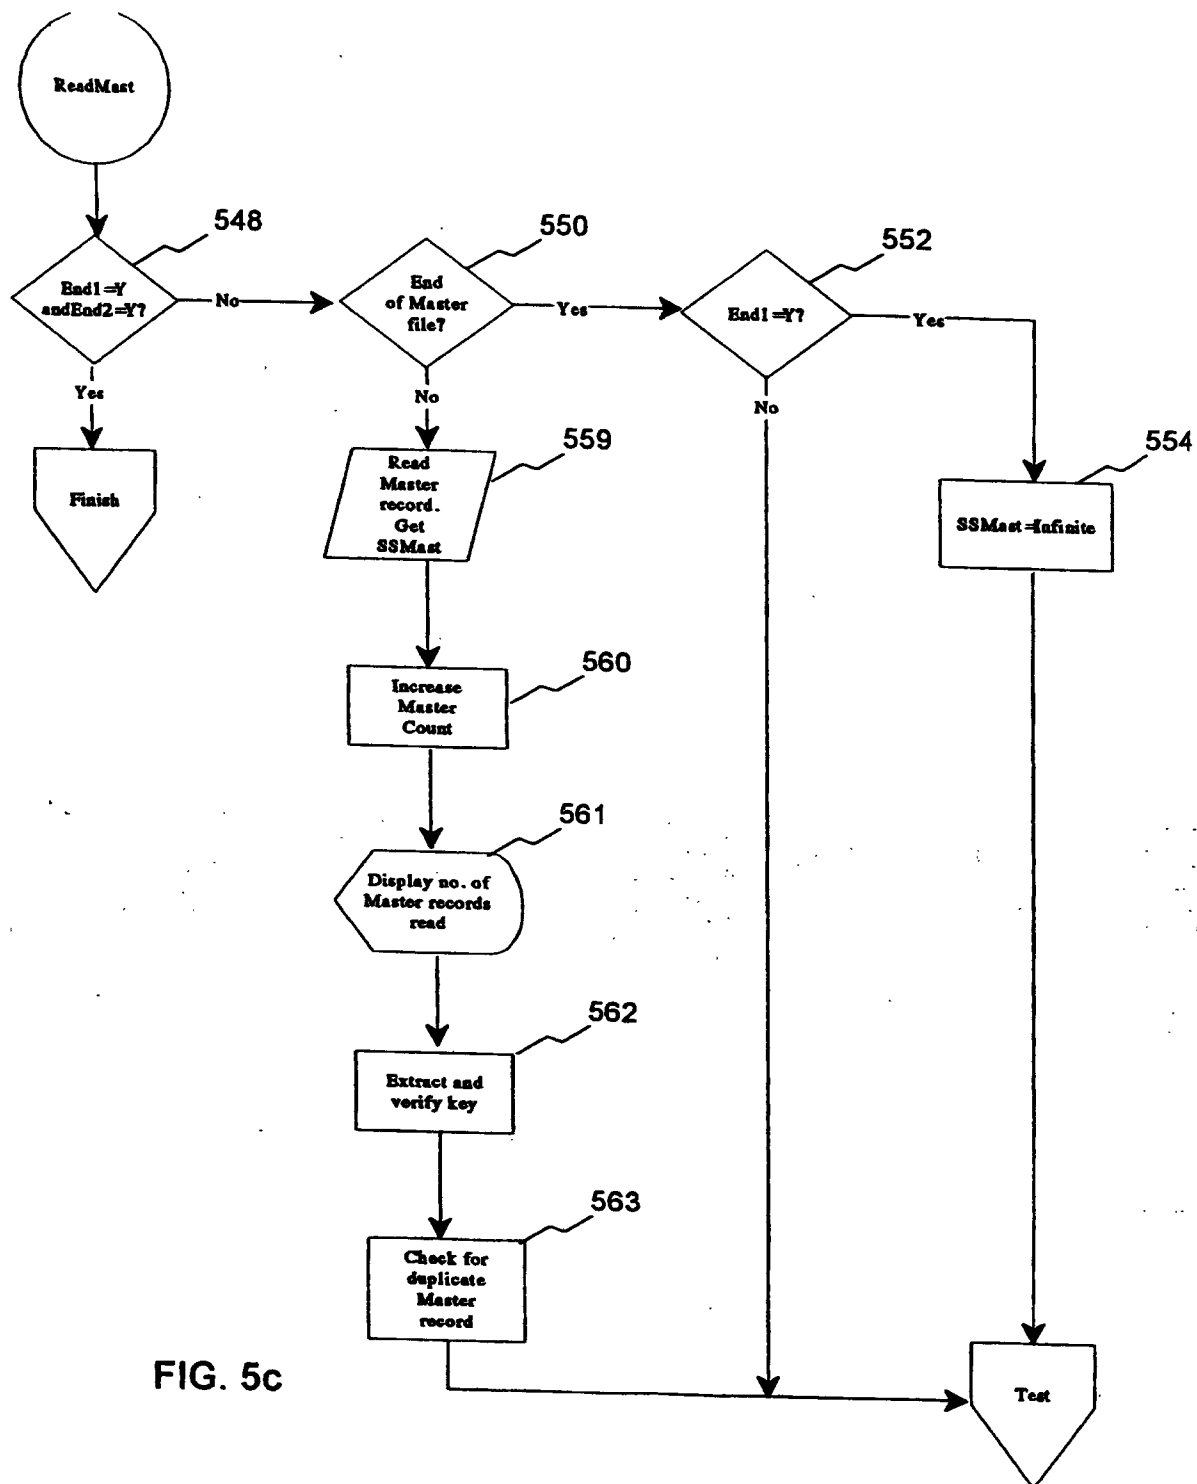 ReadMast
548
End1=Y
andEnd2=Y?
No
Yes
Finish
550
End
of Master
file?
Yes
No
552
End1=Y?
Yes
No
554
SSMast=Infinite
559
Read
Master
record.
Get
SSMast
560
Increase
Master
Count
561
Display no. of
Master records
read
562
Extract and
verify key
563
Check for
duplicate
Master
record
Test
FIG. 5c